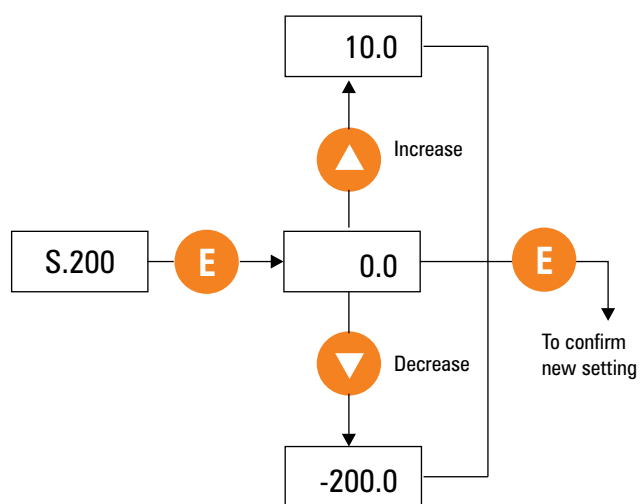 10.0
Increase
S.200
E
0.0
E
To confirm
new setting
Decrease
-200.0